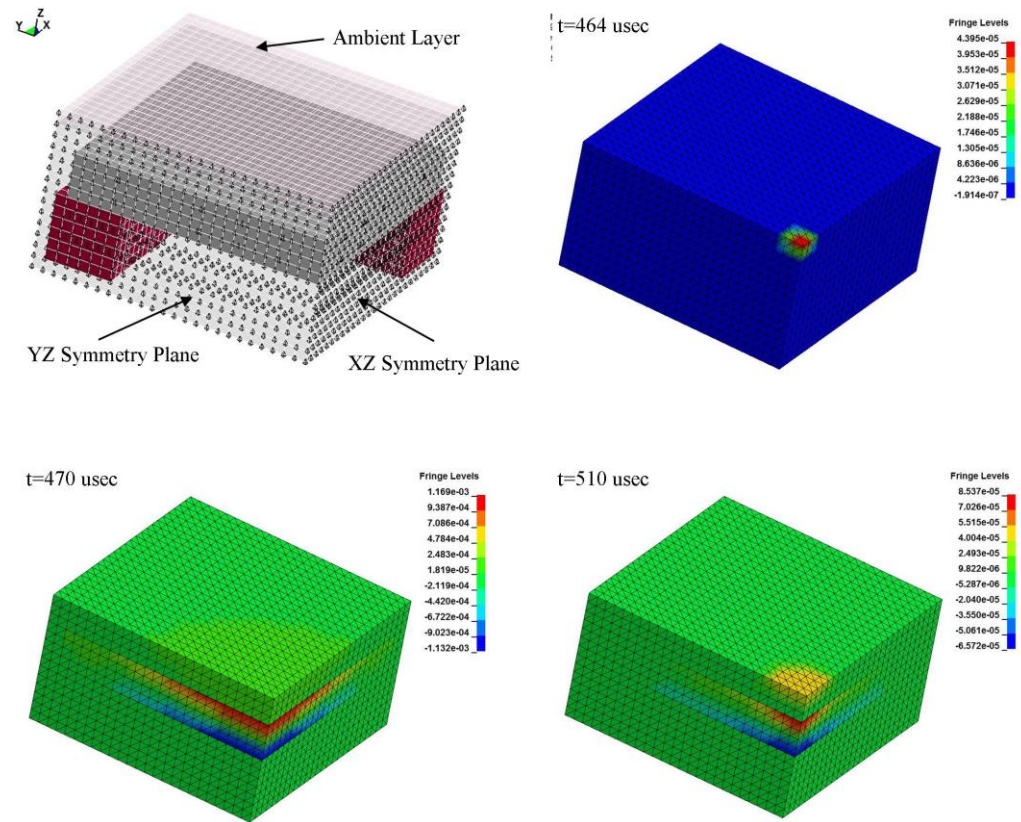 Z
Y X
Ambient Layer
YZ Symmetry Plane
XZ Symmetry Plane
t=464 usec
Fringe Levels
4.395e-05
3.953e-05
3.512e-05
3.071e-05
2.629e-05
2.188e-05
1.746e-05
1.305e-05
8.636e-06
4.223e-06
-1.914e-07
t=470 usec
Fringe Levels
1.169e-03
9.387e-04
7.086e-04
4.784e-04
2.483e-04
1.819e-05
-2.119e-04
-4.420e-04
-6.722e-04
-9.023e-04
-1.132e-03
t=510 usec
Fringe Levels
8.537e-05
7.026e-05
5.515e-05
4.004e-05
2.493e-05
9.822e-06
-5.287e-06
-2.040e-05
-3.550e-05
-5.061e-05
-6.572e-05